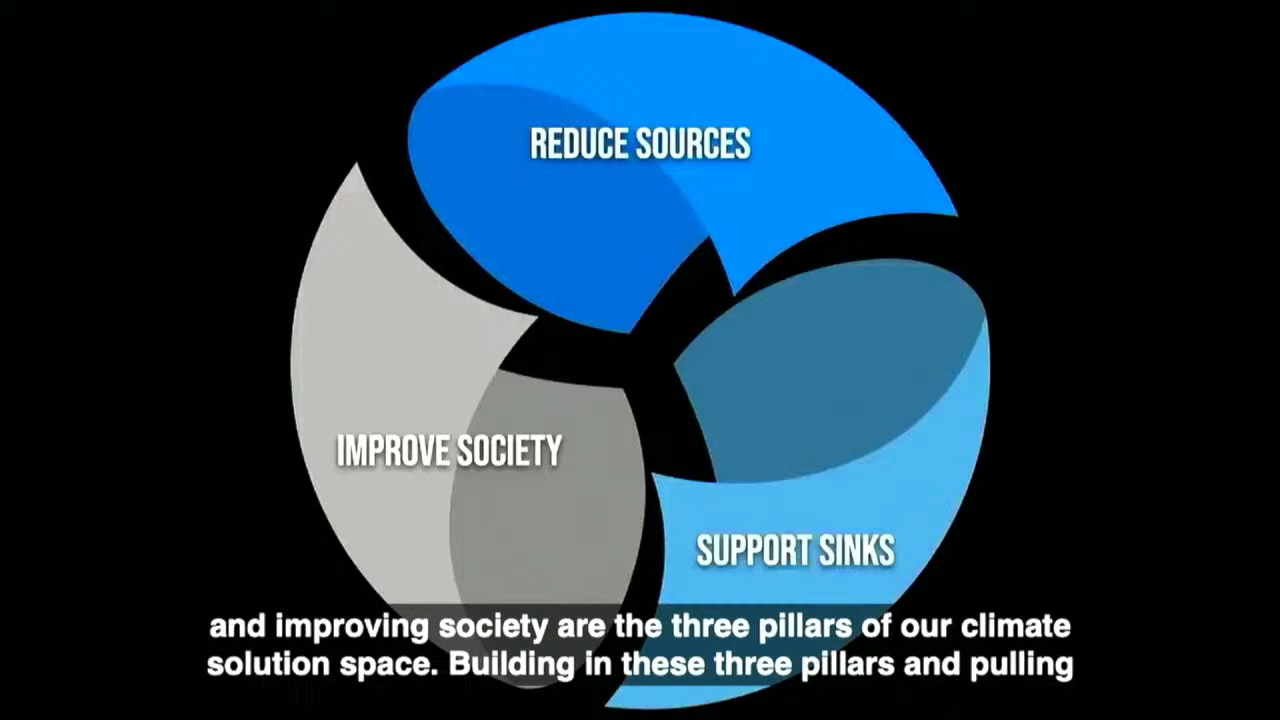 REDUCE SOURCES
IMPROVE SOCIETY
SUPPORT SINKS
and improving society are the three pillars of our climate
solution space. Building in these three pillars and pulling